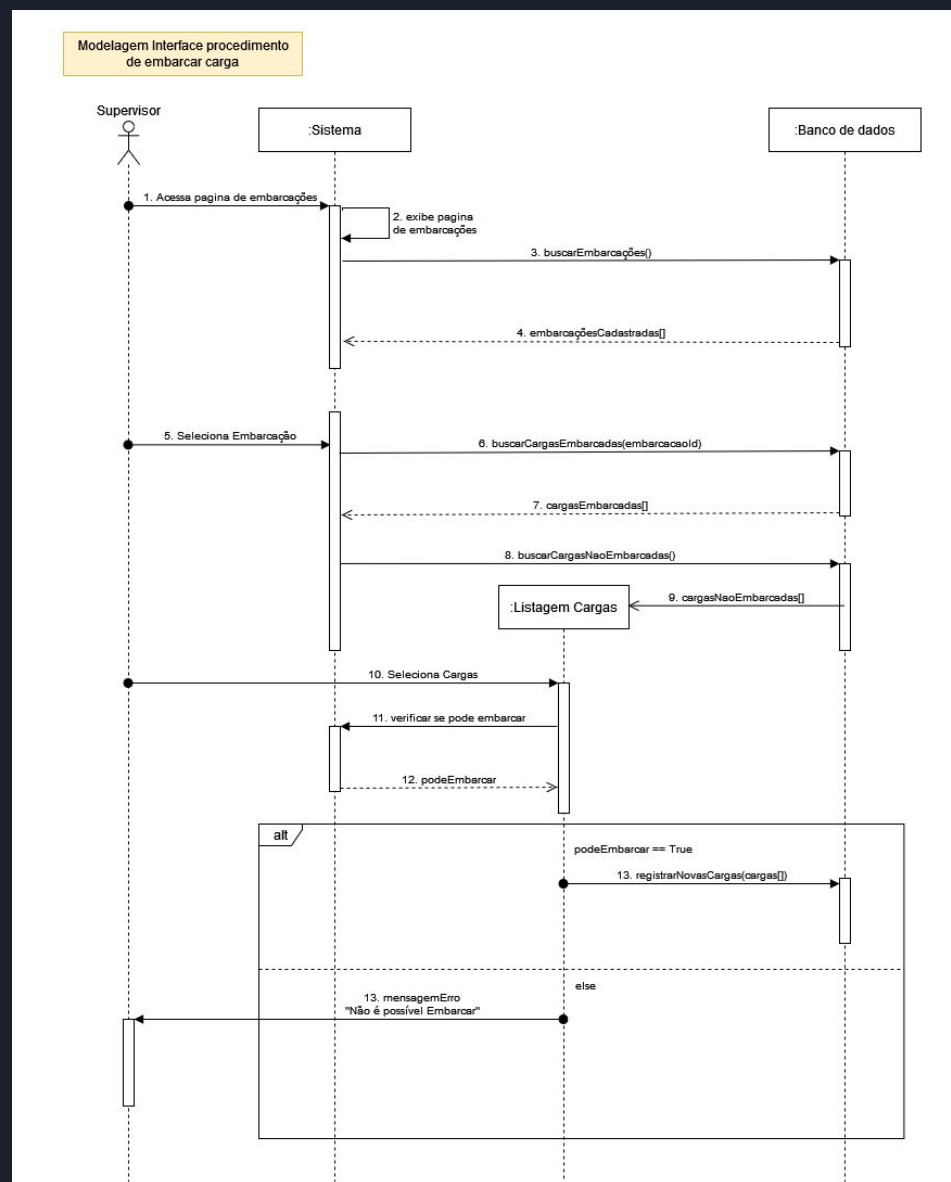 Modelagem Interface procedimento
de embarcar carga
Supervisor
:Sistema
:Banco de dados
1. Acessa pagina de embarcações
2. exibe pagina
de embarcações
3. buscarEmbarcações()
4. embarcaçõesCadastradas[]
5. Seleciona Embarcação
6. buscarCargasEmbarcadas(embarcacaoId)
7. cargasEmbarcadas[]
8. buscarCargasNaoEmbarcadas()
:Listagem Cargas
9. cargasNaoEmbarcadas[]
10. Seleciona Cargas
11. verificar se pode embarcar
12. podeEmbarcar
alt
podeEmbarcar == True
13. registrarNovasCargas(cargas[])
else
13. mensagemErro
"Não é possível Embarcar"